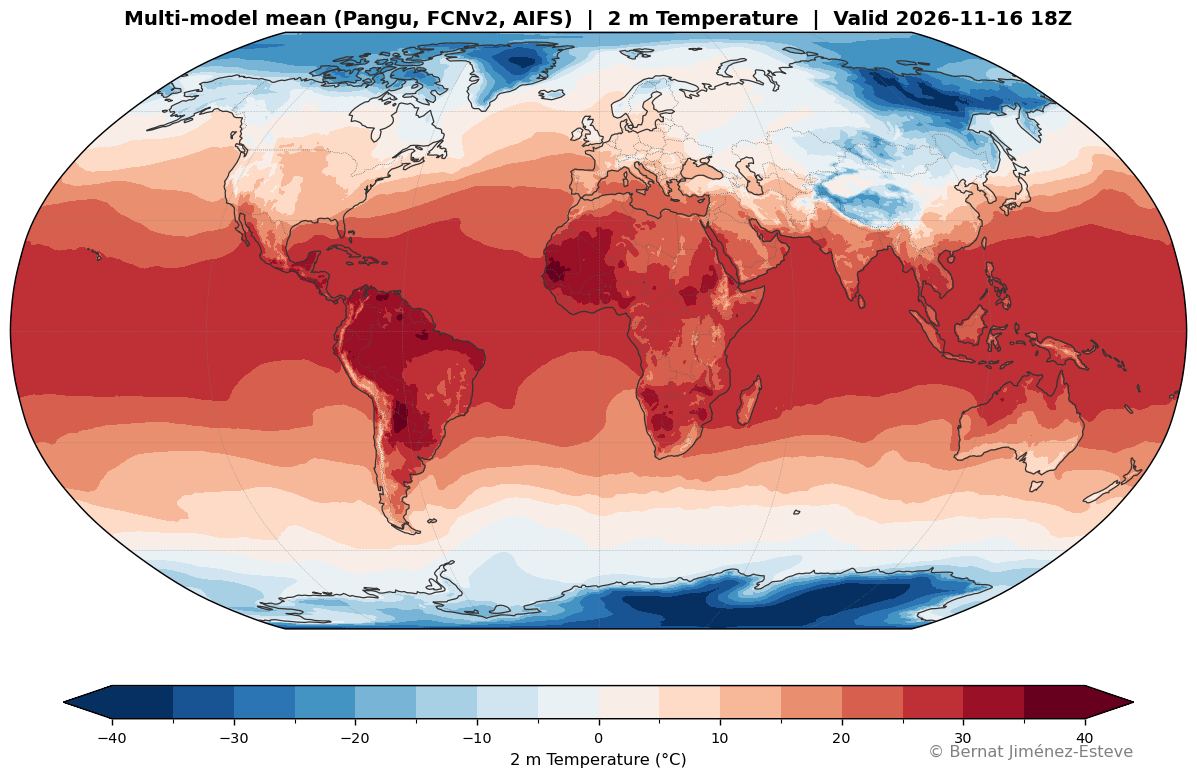 Multi-model mean (Pangu, FCNv2, AIFS)  |  2 m Temperature  |  Valid 2026-11-16 18Z
−40 −30 −20 −10 0 10 20 30 40
2 m Temperature (°C)
© Bernat Jiménez-Esteve